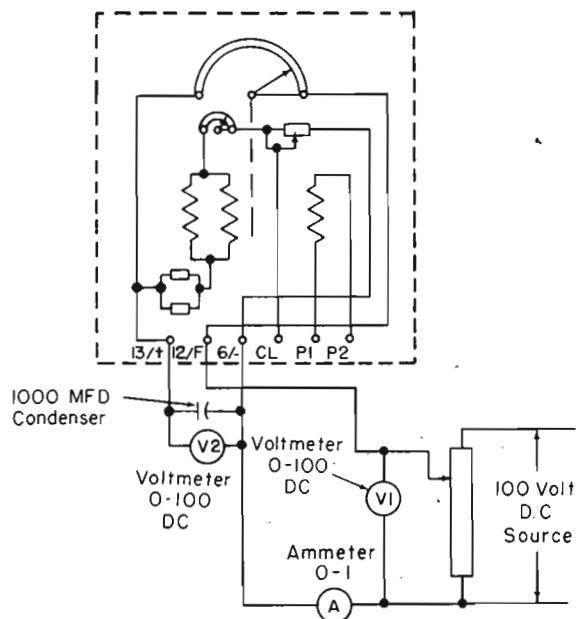 13/+ 12/F 6/- CL P1 P2
1000 MFD
Condenser
V2
Voltmeter
0-100
DC
Voltmeter
0-100
DC
V1
100 Volt
D.C
Source
Ammeter
0-1
A